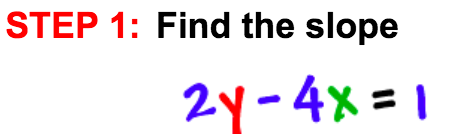 STEP 1: Find the slope
2y - 4x = 1